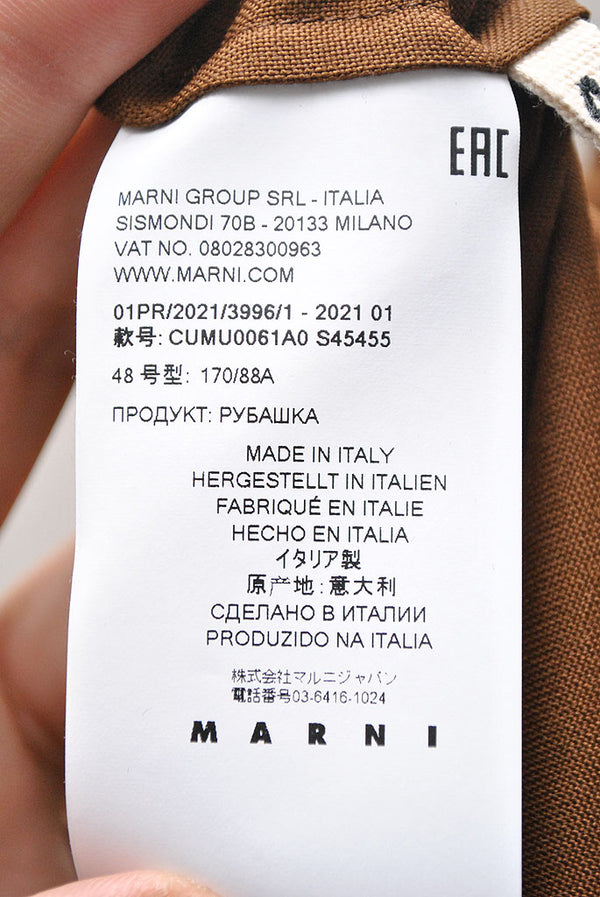 EAC
MARNI GROUP SRL - ITALIA
SISMONDI 70B - 20133 MILANO
VAT NO. 08028300963
WWW.MARNI.COM
01PR/2021/3996/1 - 2021 01
款号: CUMU0061A0 S45455
48 号型: 170/88A
ПРОДУКТ: РУБАШКА
MADE IN ITALY
HERGESTELLT IN ITALIEN
FABRIQUÉ EN ITALIE
HECHO EN ITALIA
イタリア製
原产地: 意大利
СДЕЛАНО В ИТАЛИИ
PRODUZIDO NA ITALIA
株式会社マルニジャパン
電話番号03-6416-1024
MARNI